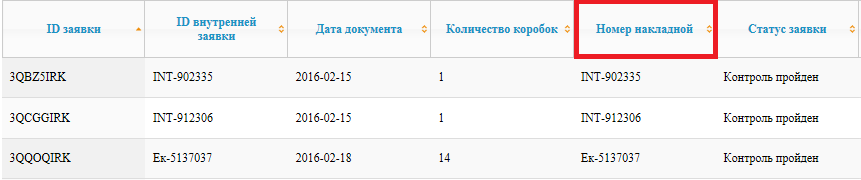 ID заявки
ID внутренней
заявки
Дата документа
Количество коробок
Номер накладной
Статус заявки
3QBZ5IRK INT-902335 2016-02-15 1 INT-902335 Контроль пройден
3QCGGIRK INT-912306 2016-02-15 1 INT-912306 Контроль пройден
3QQOQIRK Ек-5137037 2016-02-18 14 Ек-5137037 Контроль пройден